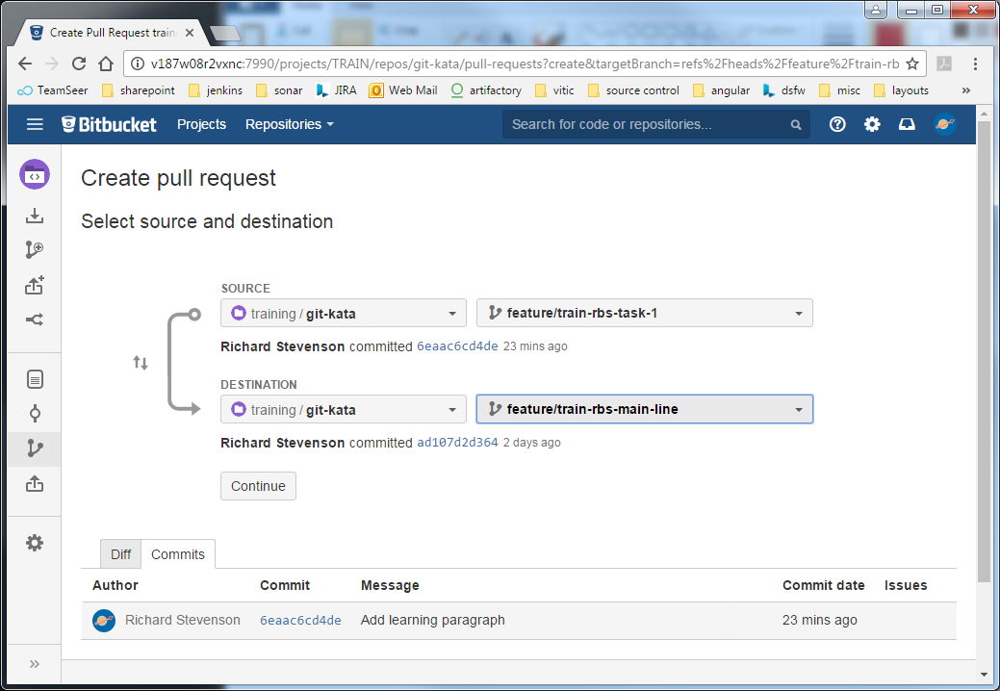 Create Pull Request train
v187w08r2vxnc:7990/projects/TRAIN/repos/git-kata/pull-requests?create&targetBranch=refs%2Fheads%2Ffeature%2Ftrain-rb
TeamSeer sharepoint jenkins sonar JIRA Web Mail artifactory vitic source control angular dsfw misc layouts »
Bitbucket Projects Repositories Search for code or repositories...
Create pull request
Select source and destination
SOURCE
training / git-kata feature/train-rbs-task-1
Richard Stevenson committed 6eaac6cd4de 23 mins ago
DESTINATION
training / git-kata feature/train-rbs-main-line
Richard Stevenson committed ad107d2d364 2 days ago
Continue
Diff Commits
Author Commit Message Commit date Issues
Richard Stevenson 6eaac6cd4de Add learning paragraph 23 mins ago